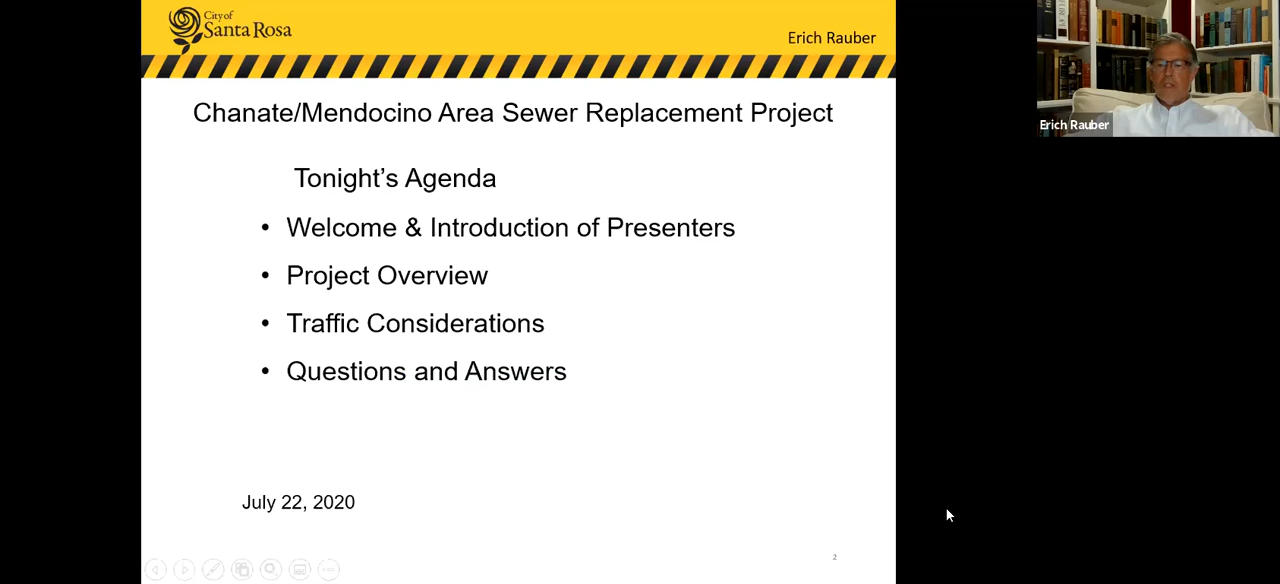 City of
Santa Rosa
Erich Rauber
Chanate/Mendocino Area Sewer Replacement Project
Tonight's Agenda
• Welcome & Introduction of Presenters
• Project Overview
• Traffic Considerations
• Questions and Answers
July 22, 2020
2
Erich Rauber